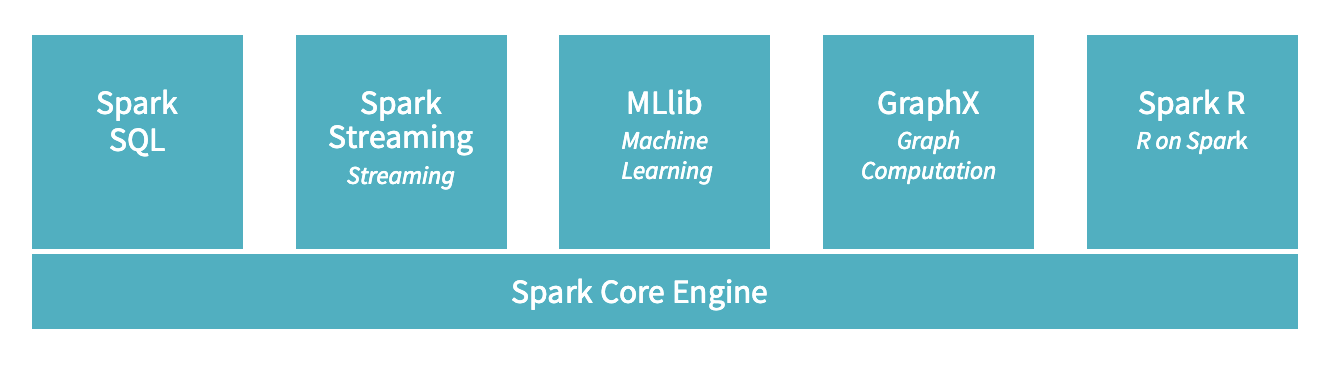 Spark
SQL
Spark
Streaming
Streaming
MLlib
Machine
Learning
GraphX
Graph
Computation
Spark R
R on Spark
Spark Core Engine